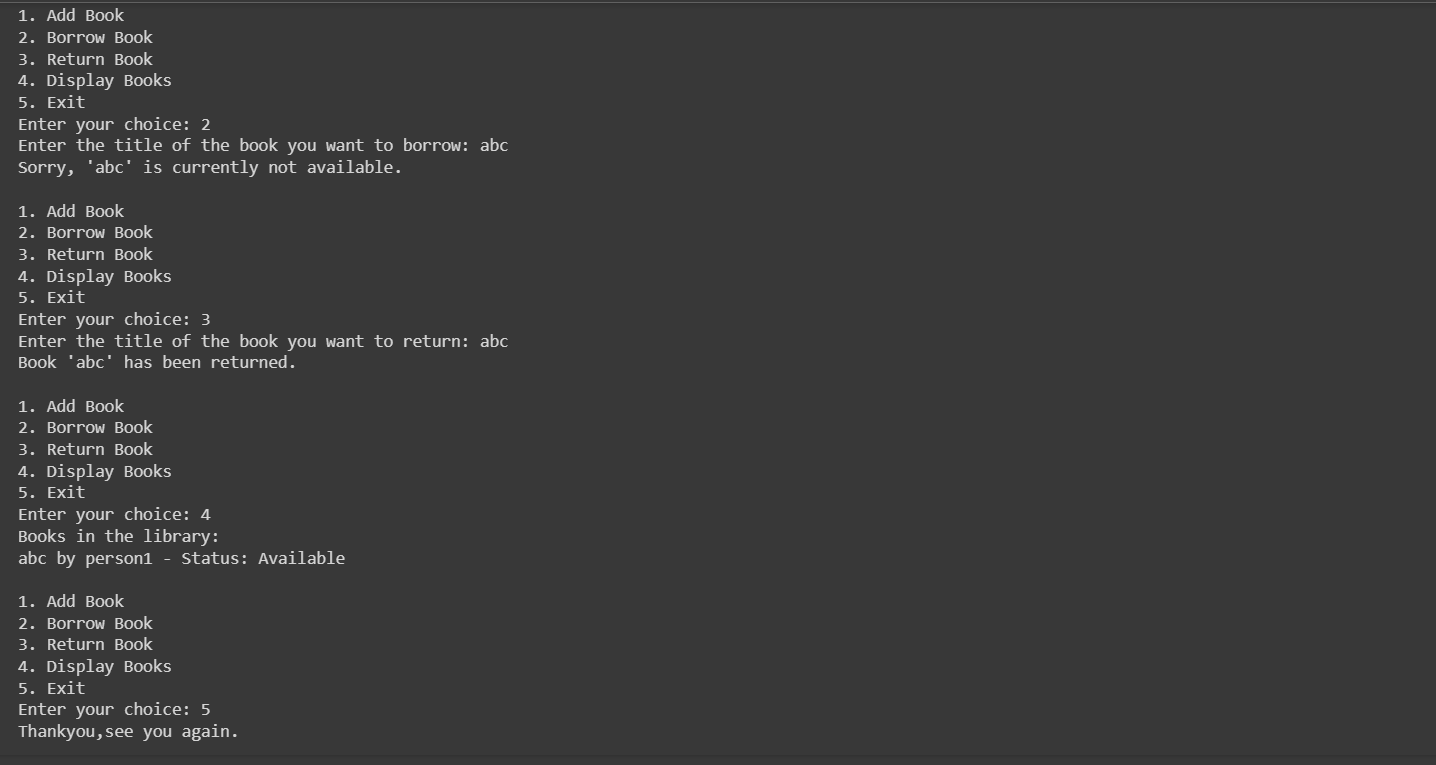 1. Add Book
2. Borrow Book
3. Return Book
4. Display Books
5. Exit
Enter your choice: 2
Enter the title of the book you want to borrow: abc
Sorry, 'abc' is currently not available.

1. Add Book
2. Borrow Book
3. Return Book
4. Display Books
5. Exit
Enter your choice: 3
Enter the title of the book you want to return: abc
Book 'abc' has been returned.

1. Add Book
2. Borrow Book
3. Return Book
4. Display Books
5. Exit
Enter your choice: 4
Books in the library:
abc by person1 - Status: Available

1. Add Book
2. Borrow Book
3. Return Book
4. Display Books
5. Exit
Enter your choice: 5
Thankyou,see you again.